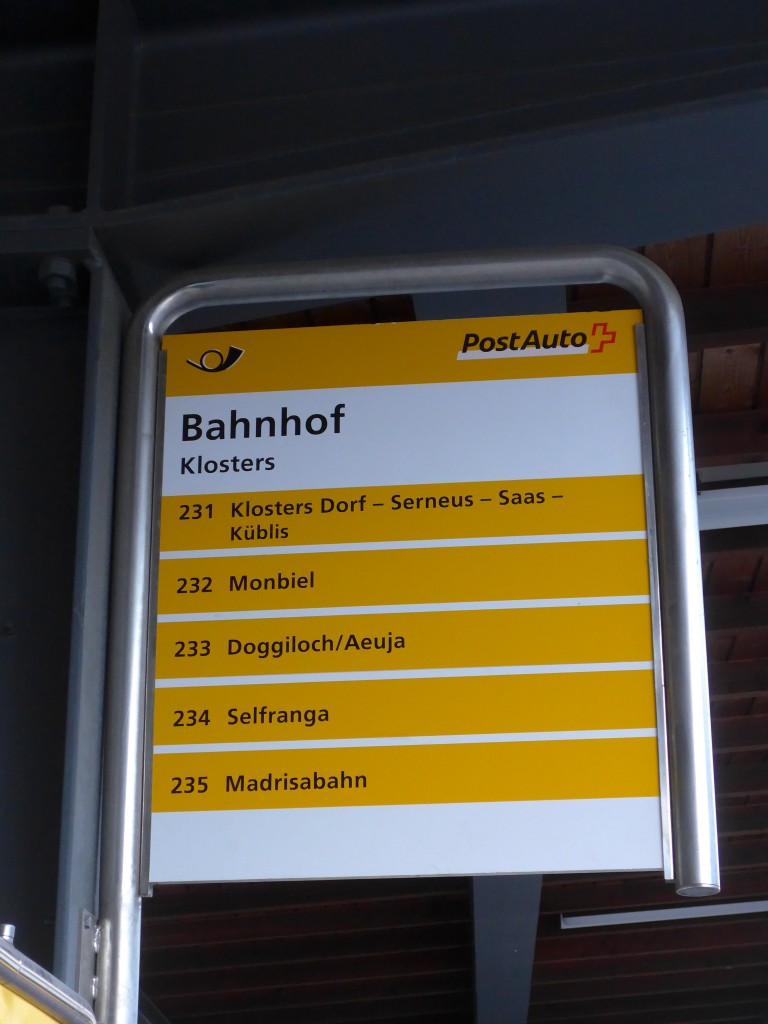 PostAuto
Bahnhof
Klosters
231 Klosters Dorf – Serneus – Saas –
Küblis
232 Monbiel
233 Doggiloch/Aeuja
234 Selfranga
235 Madrisabahn